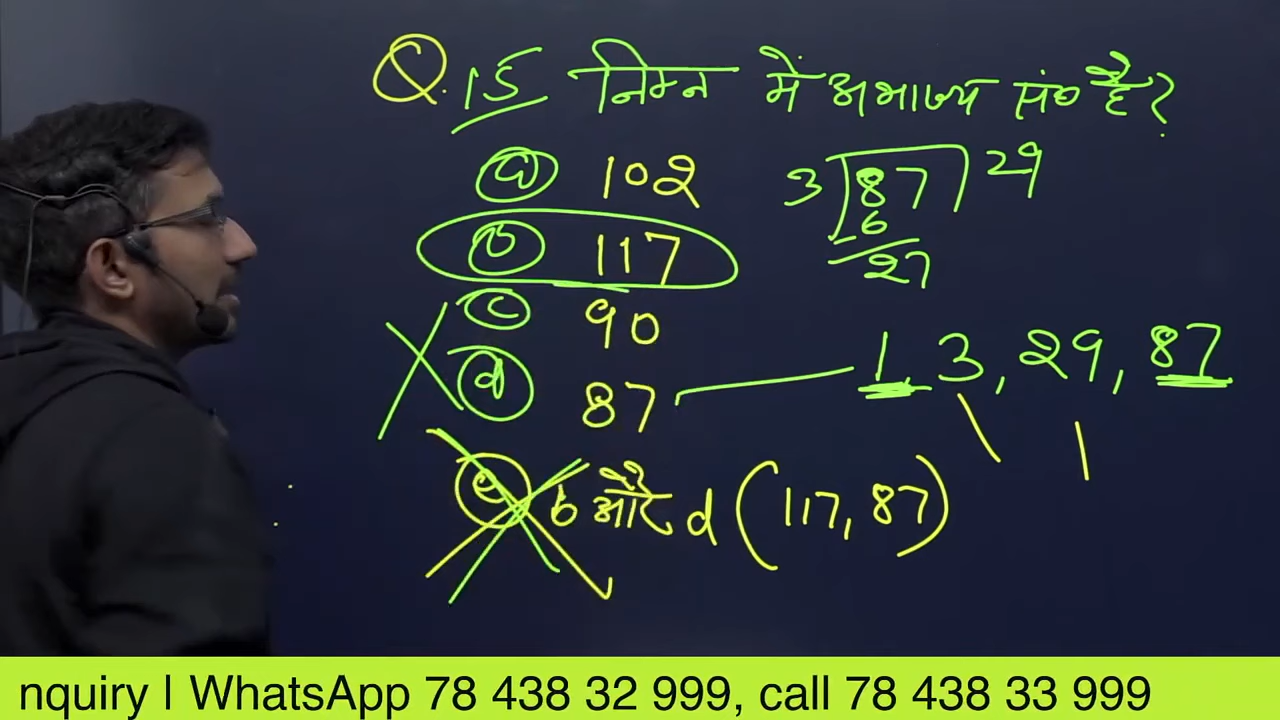 Q.15 निम्न में अभाज्य सं० है?
a 102
b 117
c 90
d 87
e b और d (117, 87)
3 87 29
6
27
1, 3, 29, 87
nquiry | WhatsApp 78 438 32 999, call 78 438 33 999